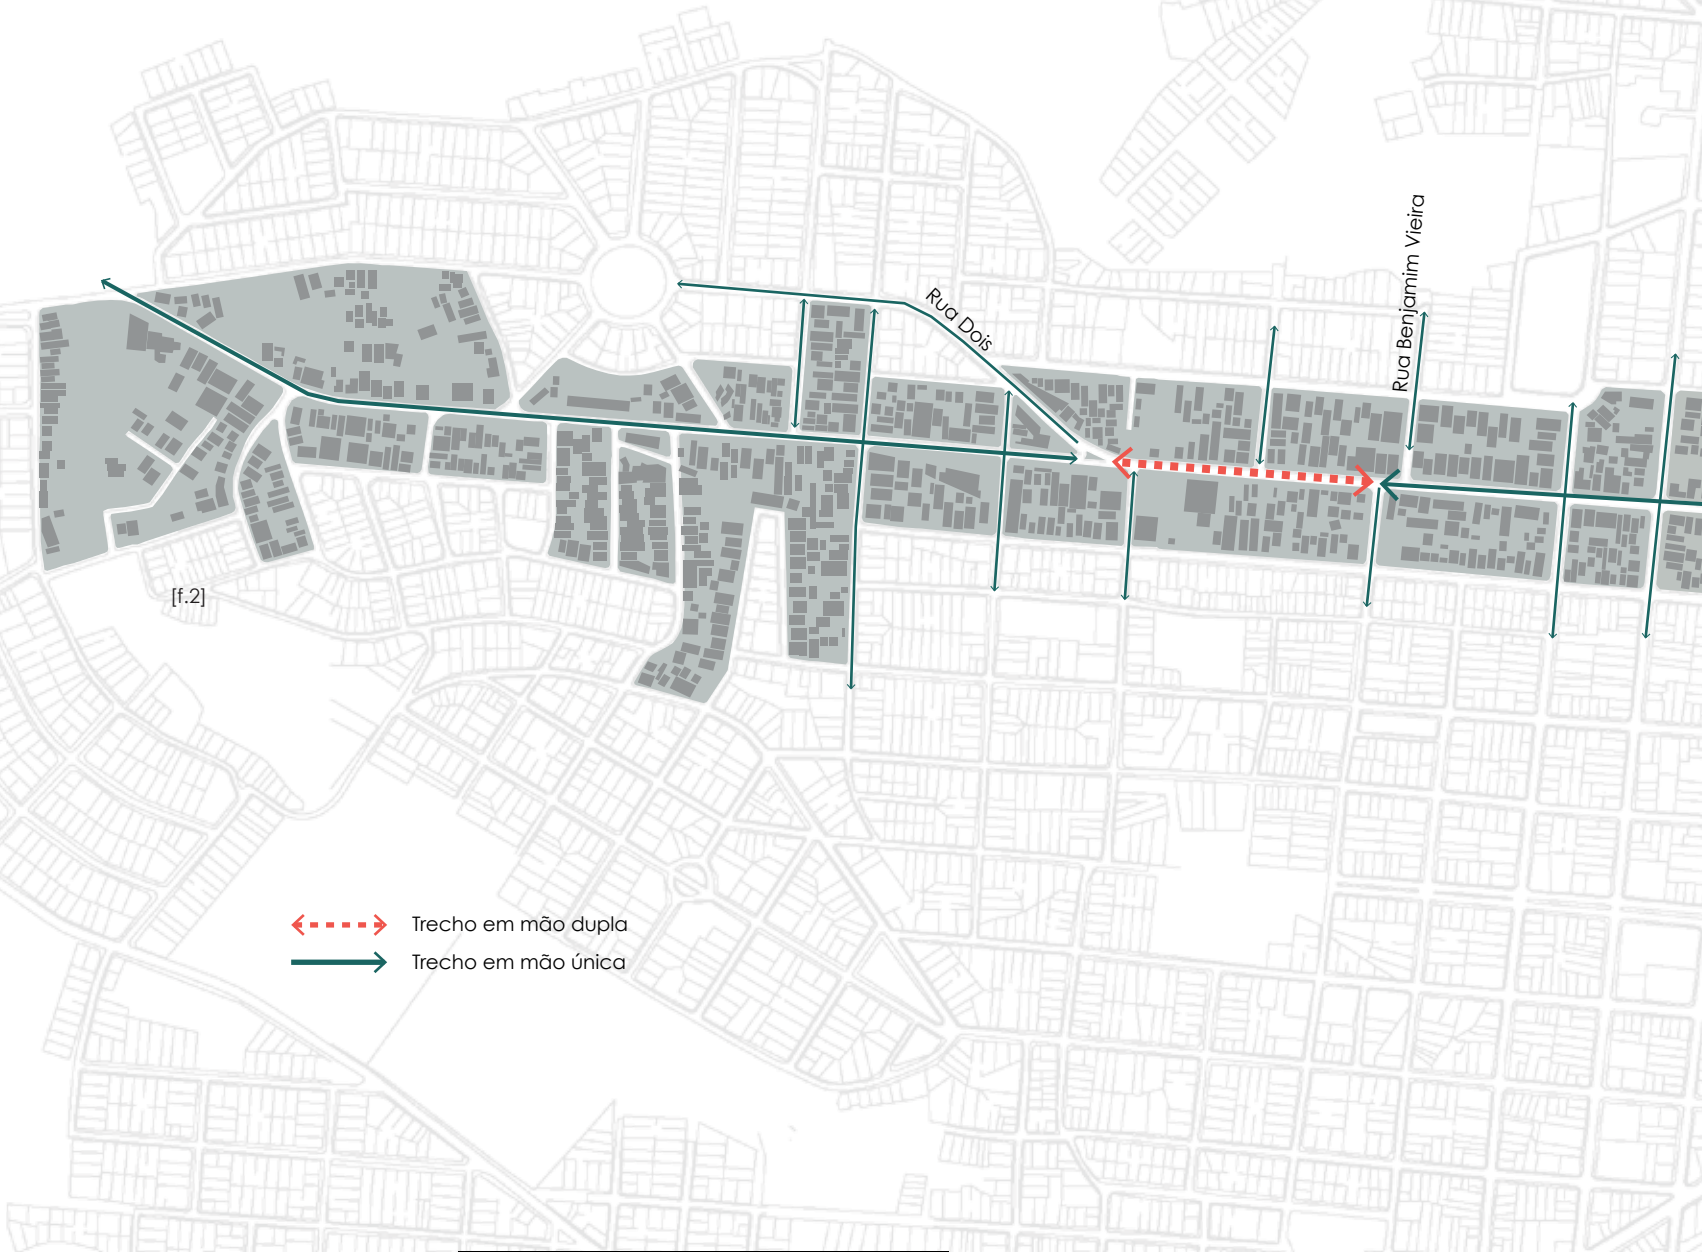 Rua Benjamim Vieira
Rua Dois
[f.2]
Trecho em mão dupla
Trecho em mão única